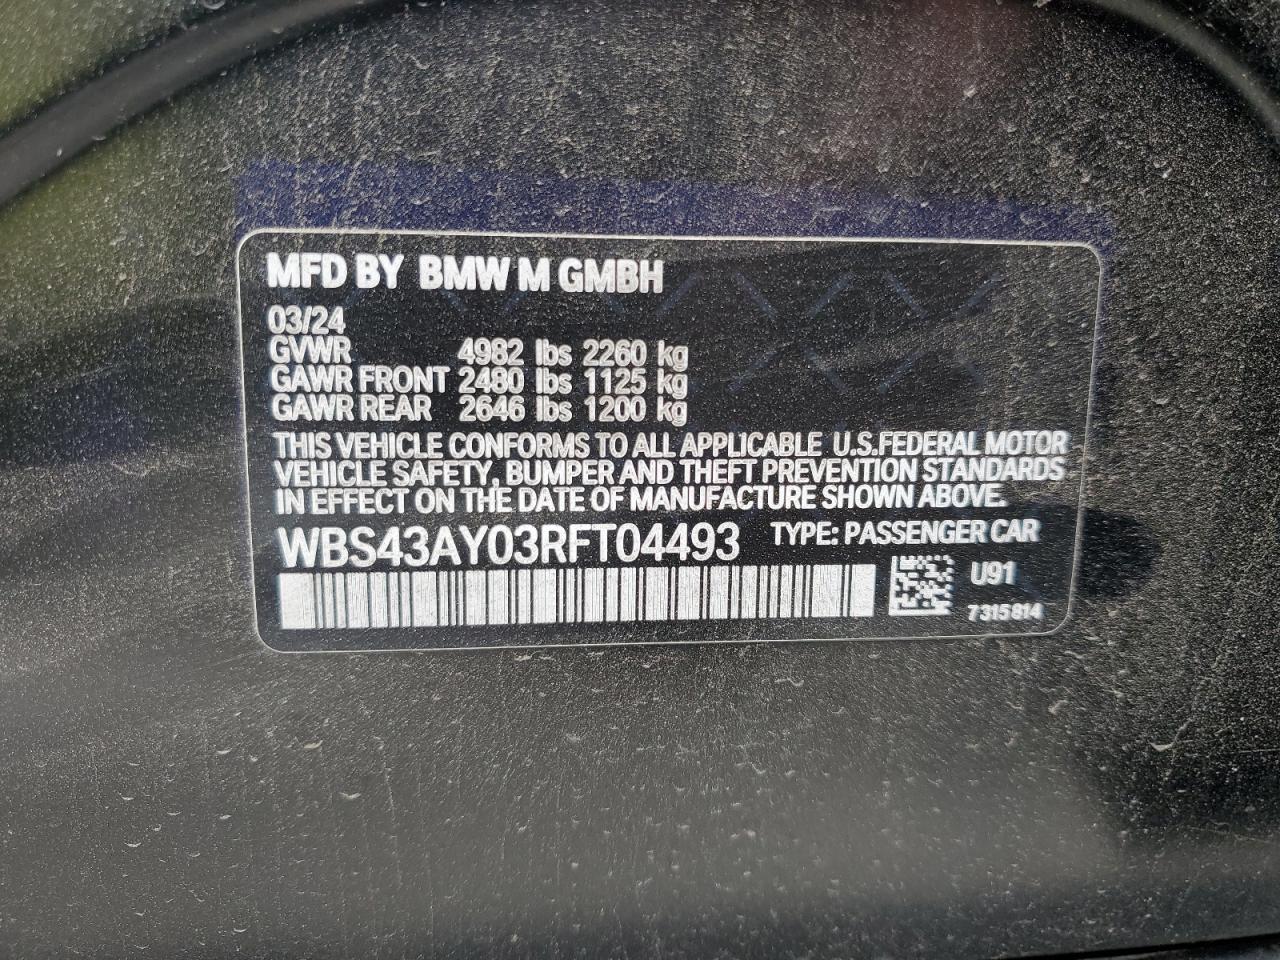 MFD BY BMW M GMBH
03/24
GVWR 4982 lbs 2260 kg
GAWR FRONT 2480 lbs 1125 kg
GAWR REAR 2646 lbs 1200 kg
THIS VEHICLE CONFORMS TO ALL APPLICABLE U.S.FEDERAL MOTOR
VEHICLE SAFETY, BUMPER AND THEFT PREVENTION STANDARDS
IN EFFECT ON THE DATE OF MANUFACTURE SHOWN ABOVE.
WBS43AY03RFT04493 TYPE: PASSENGER CAR
U91
7315814